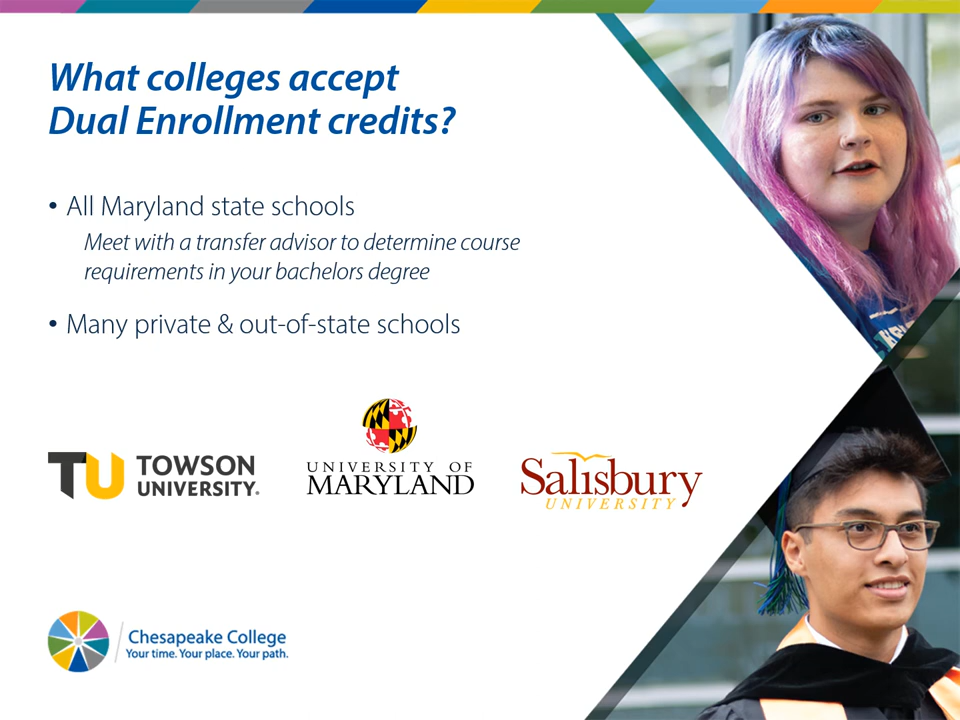 What colleges accept
Dual Enrollment credits?
• All Maryland state schools
Meet with a transfer advisor to determine course
requirements in your bachelors degree
• Many private & out-of-state schools
TU TOWSON
UNIVERSITY.
UNIVERSITY OF
MARYLAND
Salisbury
UNIVERSITY
Chesapeake College
Your time. Your place. Your path.